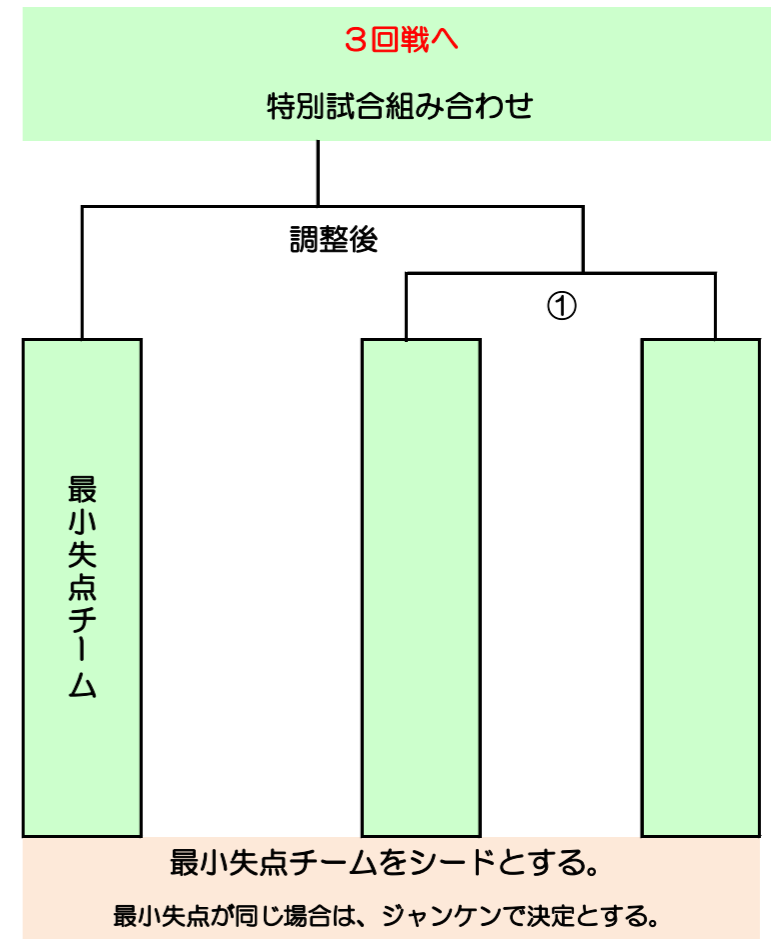 ３回戦へ
特別試合組み合わせ
調整後
①
最小失点チーム
最小失点チームをシードとする。
最小失点が同じ場合は、ジャンケンで決定とする。